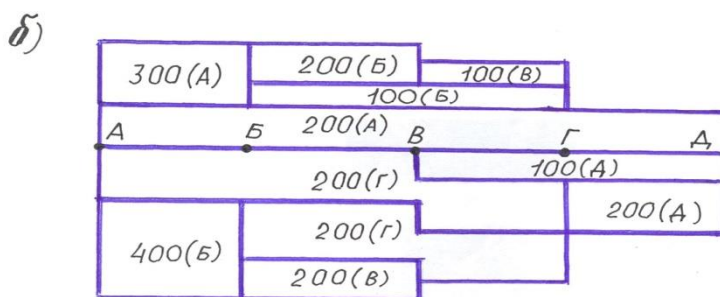 б)
300(А) 200(Б) 100(В)
100(Б)
200(А)
А Б В Г Д
100(Д)
200(Г)
200(Д)
200(Г)
400(Б)
200(В)